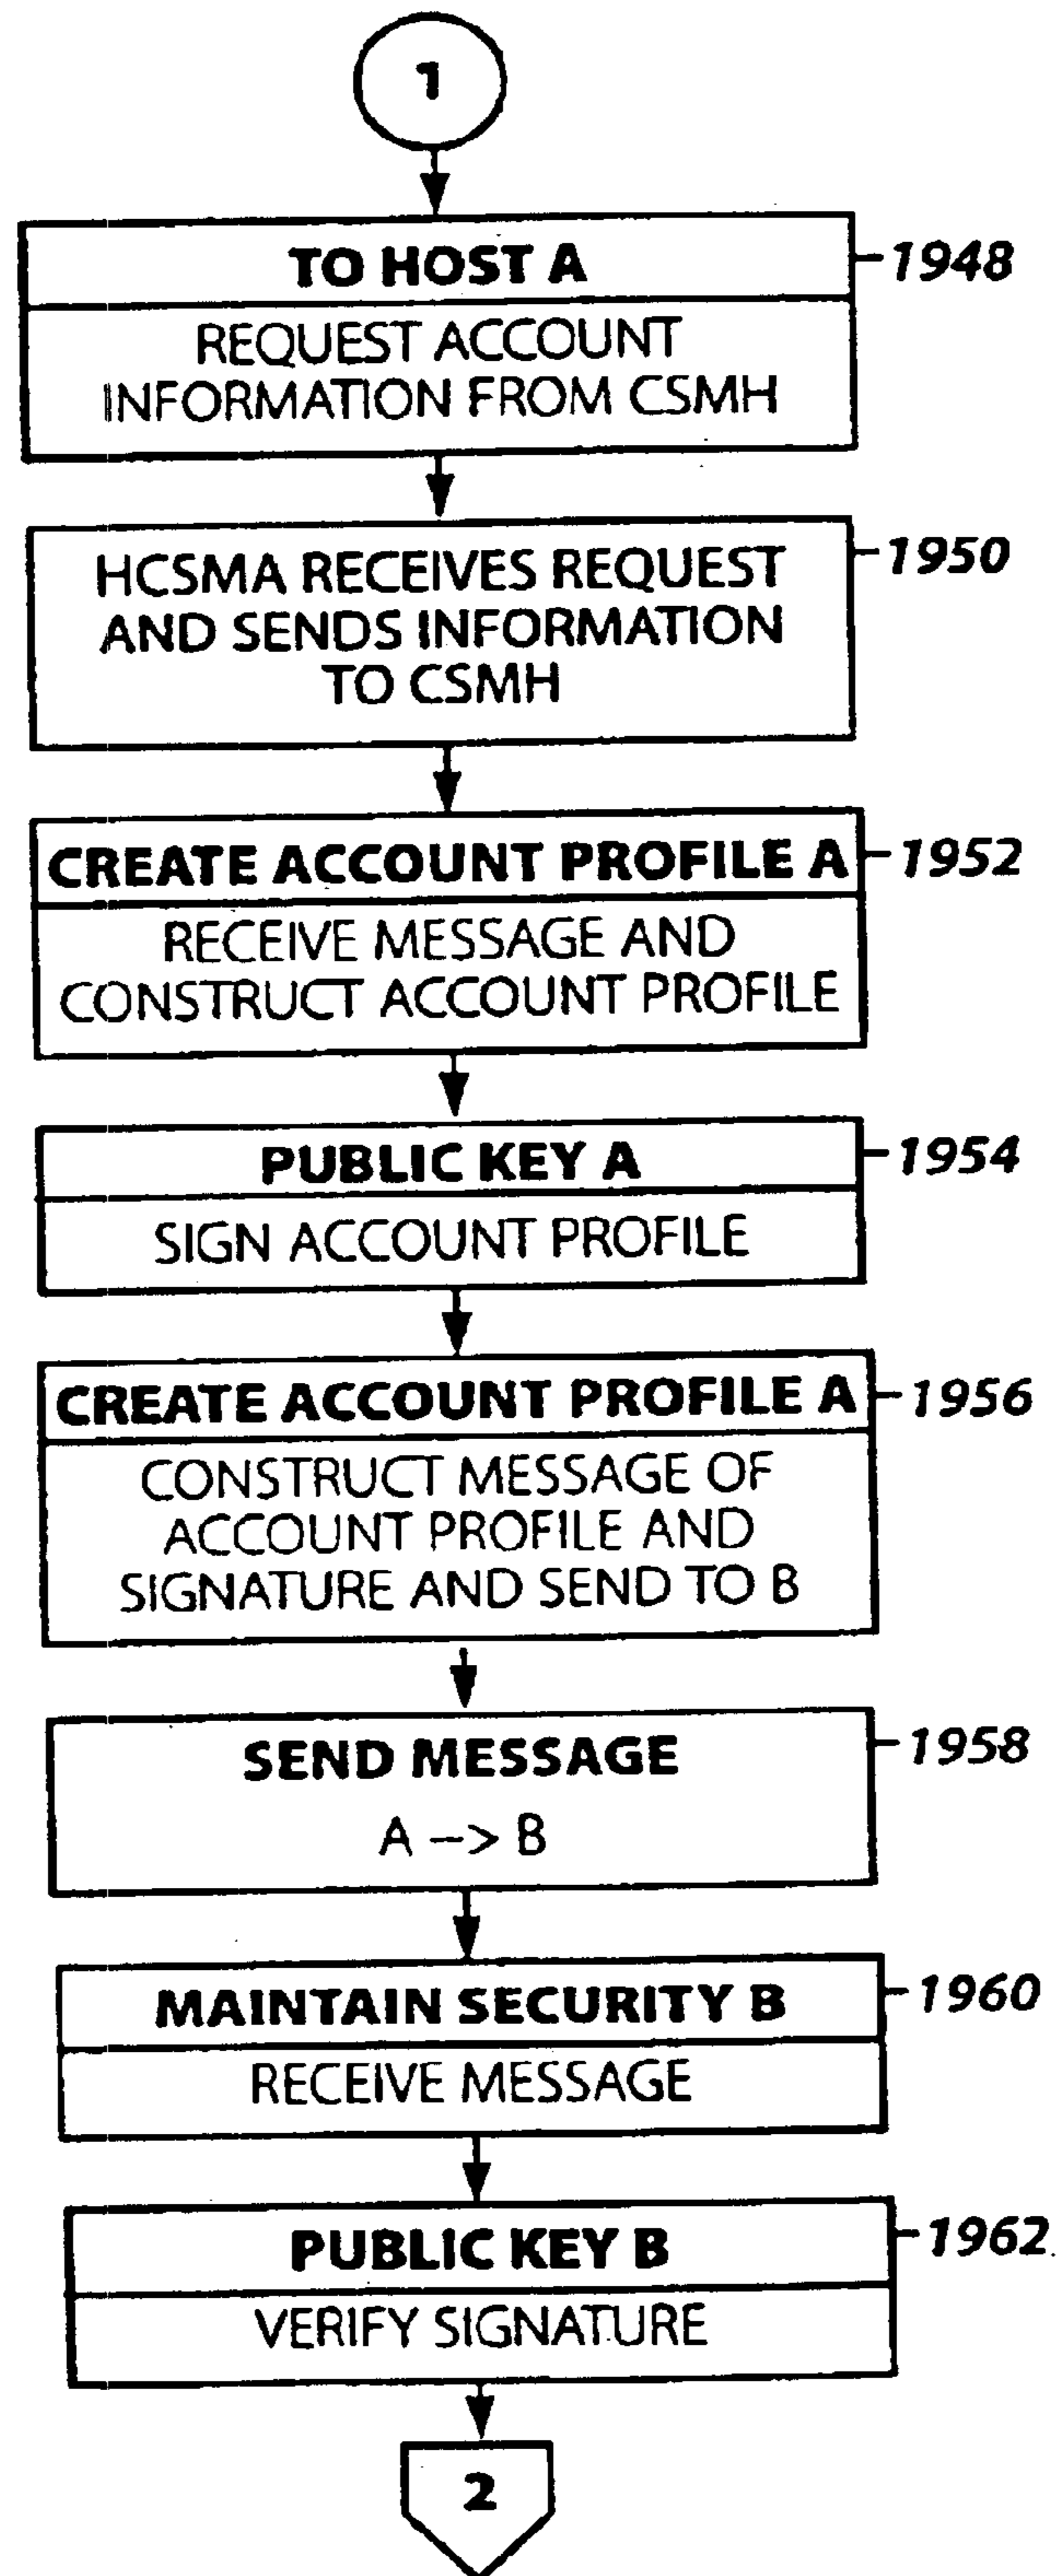 1
TO HOST A
1948
REQUEST ACCOUNT
INFORMATION FROM CSMH
HCSMA RECEIVES REQUEST
1950
AND SENDS INFORMATION
TO CSMH
CREATE ACCOUNT PROFILE A
1952
RECEIVE MESSAGE AND
CONSTRUCT ACCOUNT PROFILE
PUBLIC KEY A
1954
SIGN ACCOUNT PROFILE
CREATE ACCOUNT PROFILE A
1956
CONSTRUCT MESSAGE OF
ACCOUNT PROFILE AND
SIGNATURE AND SEND TO B
SEND MESSAGE
1958
A --> B
MAINTAIN SECURITY B
1960
RECEIVE MESSAGE
PUBLIC KEY B
1962
VERIFY SIGNATURE
2